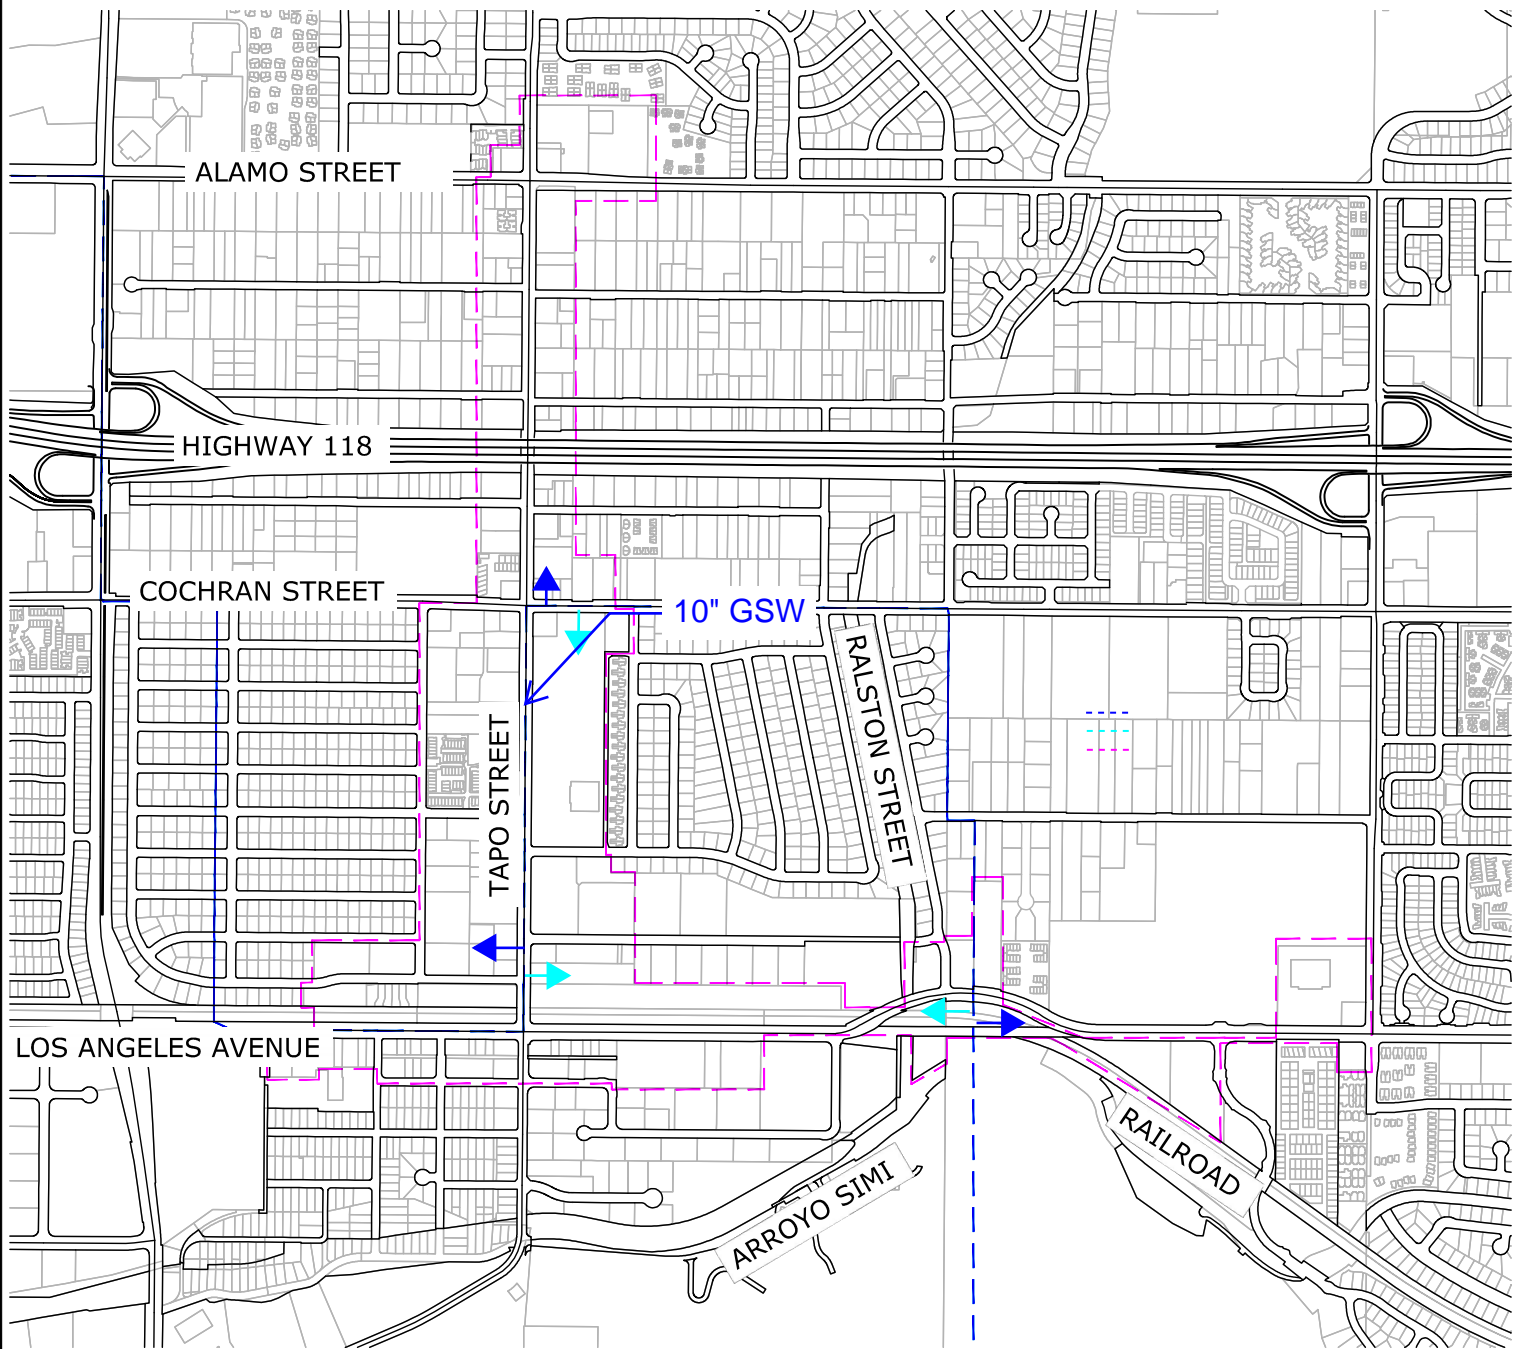 ALAMO STREET
HIGHWAY 118
COCHRAN STREET
10" GSW
RALSTON STREET
TAPO STREET
LOS ANGELES AVENUE
RAILROAD
ARROYO SIMI